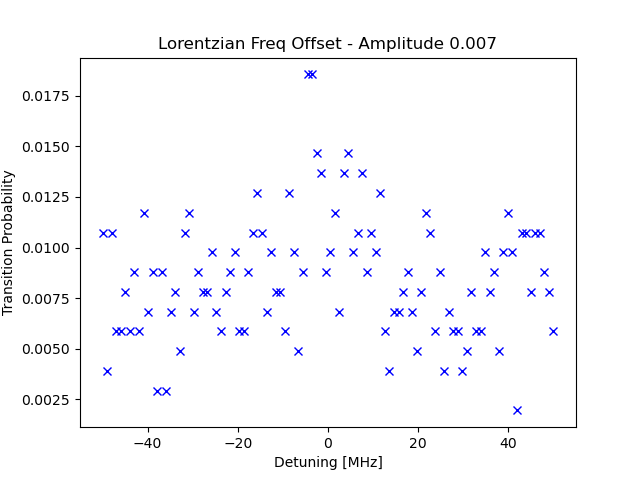 Lorentzian Freq Offset - Amplitude 0.007
Transition Probability
0.0175
0.0150
0.0125
0.0100
0.0075
0.0050
0.0025
−40 −20 0 20 40
Detuning [MHz]